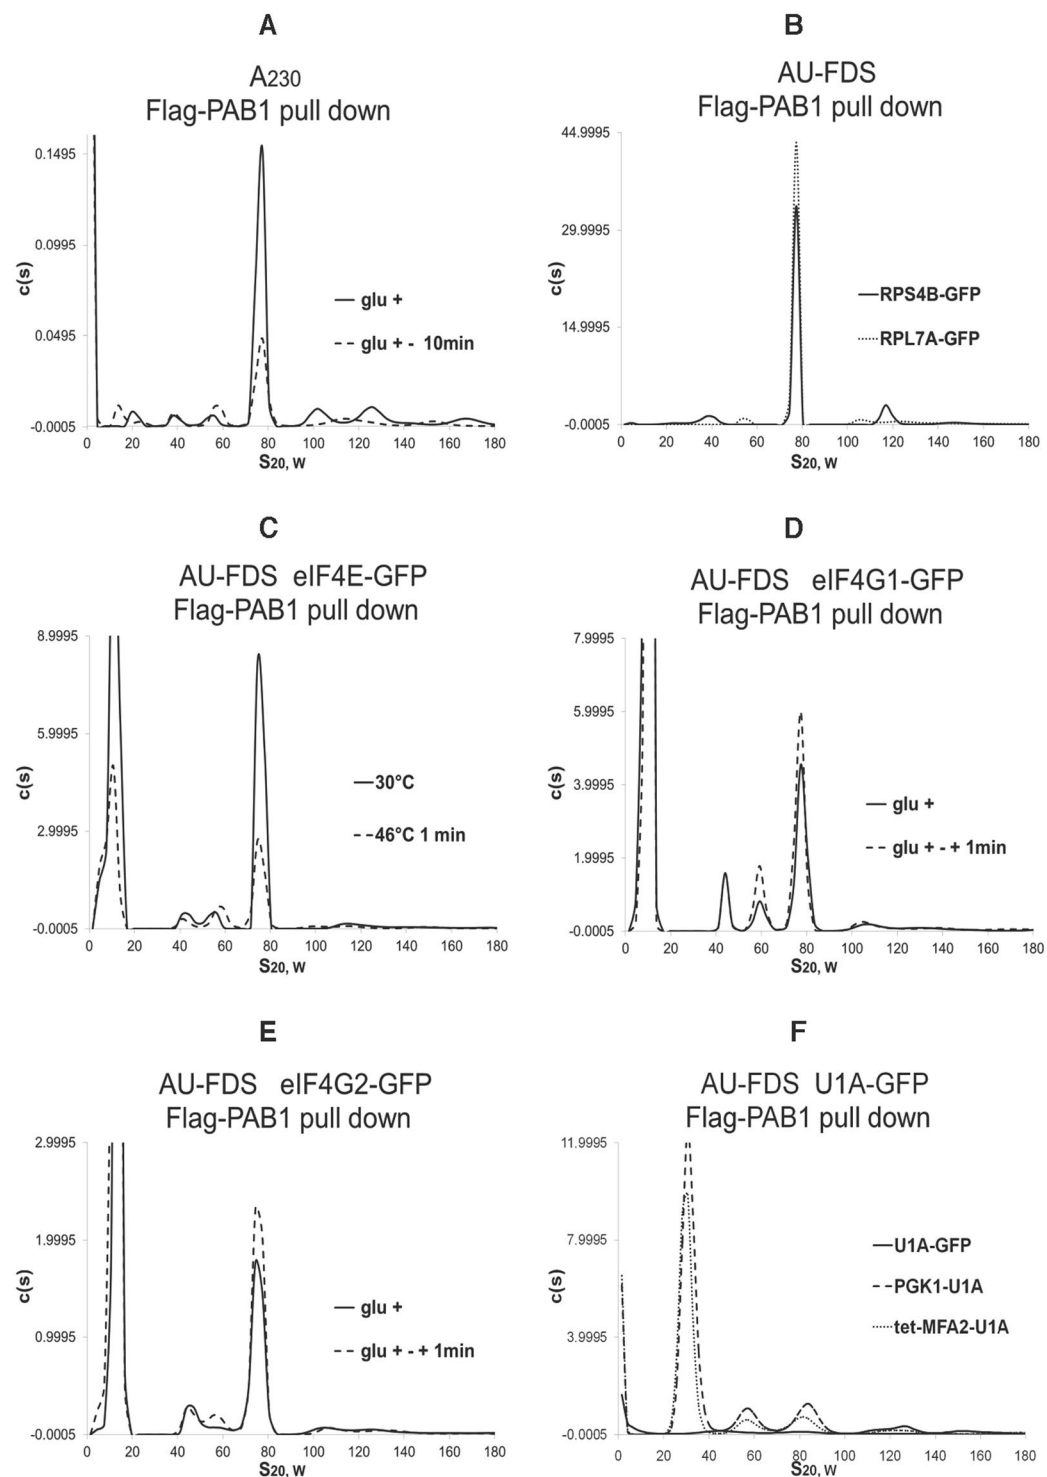 A
A230
Flag-PAB1 pull down
0.1495
0.0995
0.0495
-0.0005
c(s)
glu +
glu + - 10min
0 20 40 60 80 100 120 140 160 180
S20, W
B
AU-FDS
Flag-PAB1 pull down
44.9995
29.9995
14.9995
-0.0005
c(s)
RPS4B-GFP
RPL7A-GFP
0 20 40 60 80 100 120 140 160 180
S20, W
C
AU-FDS eIF4E-GFP
Flag-PAB1 pull down
8.9995
5.9995
2.9995
-0.0005
c(s)
30°C
46°C 1 min
0 20 40 60 80 100 120 140 160 180
S20, W
D
AU-FDS eIF4G1-GFP
Flag-PAB1 pull down
7.9995
5.9995
3.9995
1.9995
-0.0005
c(s)
glu +
glu + - + 1min
0 20 40 60 80 100 120 140 160 180
S20, W
E
AU-FDS eIF4G2-GFP
Flag-PAB1 pull down
2.9995
1.9995
0.9995
-0.0005
c(s)
glu +
glu + - + 1min
0 20 40 60 80 100 120 140 160 180
S20, W
F
AU-FDS U1A-GFP
Flag-PAB1 pull down
11.9995
7.9995
3.9995
-0.0005
c(s)
U1A-GFP
PGK1-U1A
tet-MFA2-U1A
0 20 40 60 80 100 120 140 160 180
S20, W